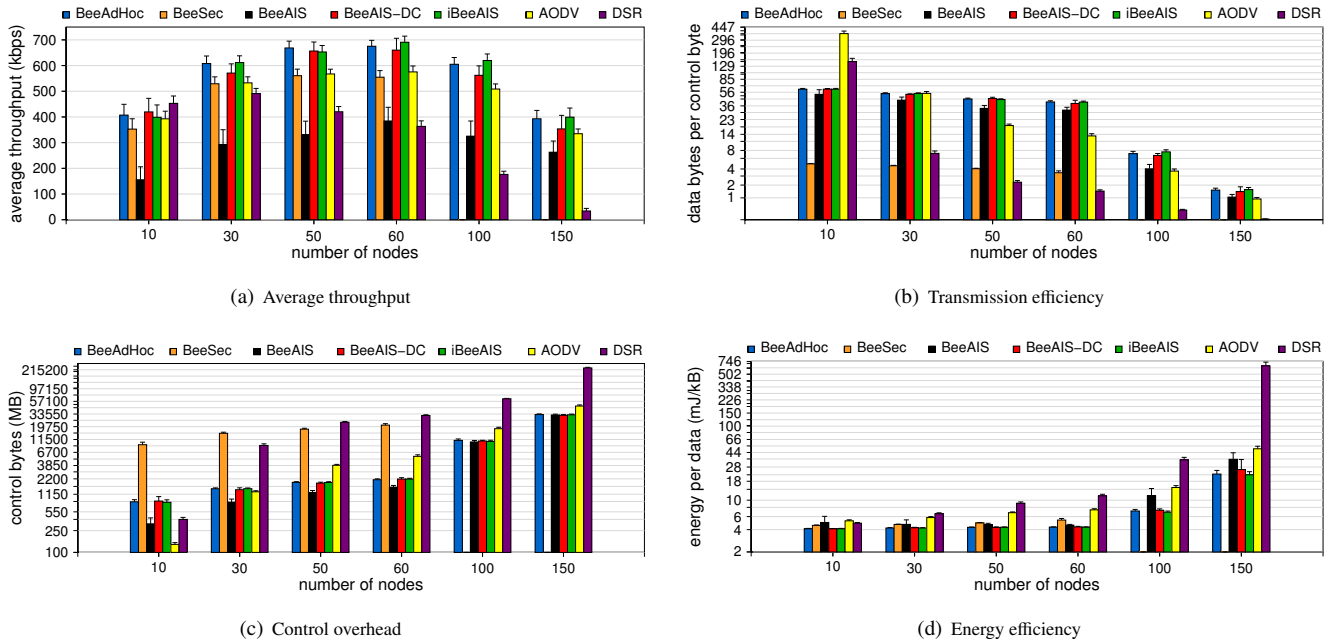 BeeAdHoc BeeSec BeeAIS BeeAIS-DC iBeeAIS AODV DSR
average throughput (kbps)
700
600
500
400
300
200
100
0
10 30 50 60 100 150
number of nodes
(a) Average throughput
BeeAdHoc BeeSec BeeAIS BeeAIS-DC iBeeAIS AODV DSR
data bytes per control byte
447
296
196
129
85
56
36
23
14
8
4
2
1
10 30 50 60 100 150
number of nodes
(b) Transmission efficiency
BeeAdHoc BeeSec BeeAIS BeeAIS-DC iBeeAIS AODV DSR
control bytes (MB)
215200
97150
57100
33550
19750
11500
6700
3850
2200
1150
550
250
100
10 30 50 60 100 150
number of nodes
(c) Control overhead
BeeAdHoc BeeSec BeeAIS BeeAIS-DC iBeeAIS AODV DSR
energy per data (mJ/kB)
746
502
338
226
150
100
66
44
28
18
10
6
4
2
10 30 50 60 100 150
number of nodes
(d) Energy efficiency